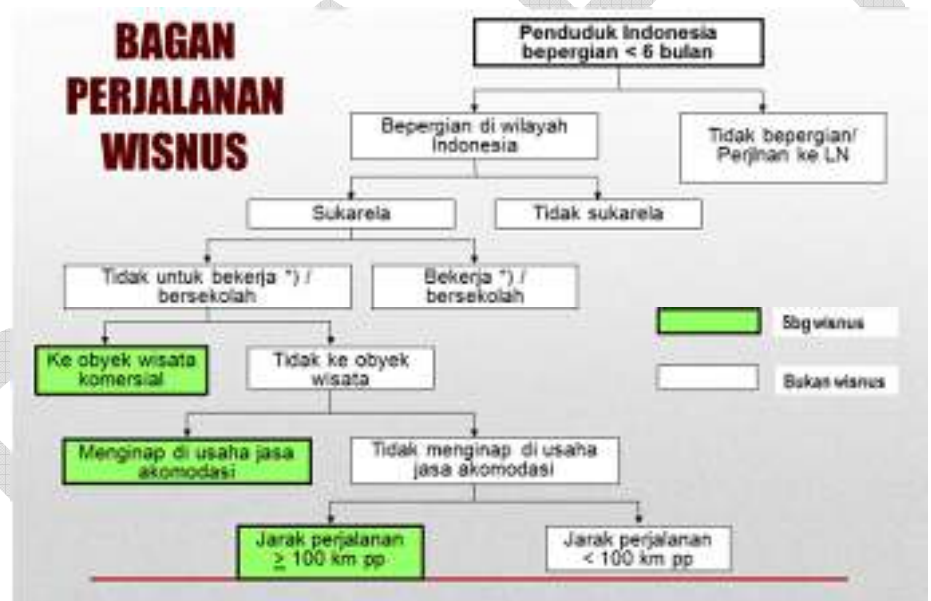 BAGAN
PERJALANAN
WISNUS
Penduduk Indonesia
bepergian < 6 bulan
Bepergian di wilayah
Indonesia
Tidak bepergian/
Perjlnan ke LN
Sukarela
Tidak sukarela
Tidak untuk bekerja *) /
bersekolah
Bekerja *) /
bersekolah
Sbg wisnus
Ke obyek wisata
komersial
Tidak ke obyek
wisata
Bukan wisnus
Menginap di usaha jasa
akomodasi
Tidak menginap di usaha
jasa akomodasi
Jarak perjalanan
≥ 100 km pp
Jarak perjalanan
< 100 km pp